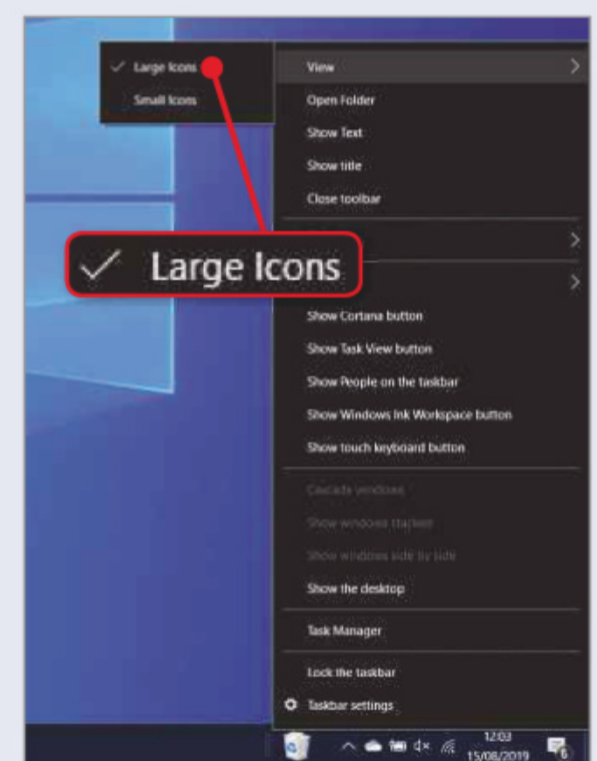 Large Icons
Small Icons
View
Open Folder
Show Text
Show title
Close toolbar
Large Icons
Show Cortana button
Show Task View button
Show People on the taskbar
Show Windows Ink Workspace button
Show touch keyboard button
Cascade windows
Show windows stacked
Show windows side by side
Show the desktop
Task Manager
Lock the taskbar
Taskbar settings
12:03
15/08/2019
6